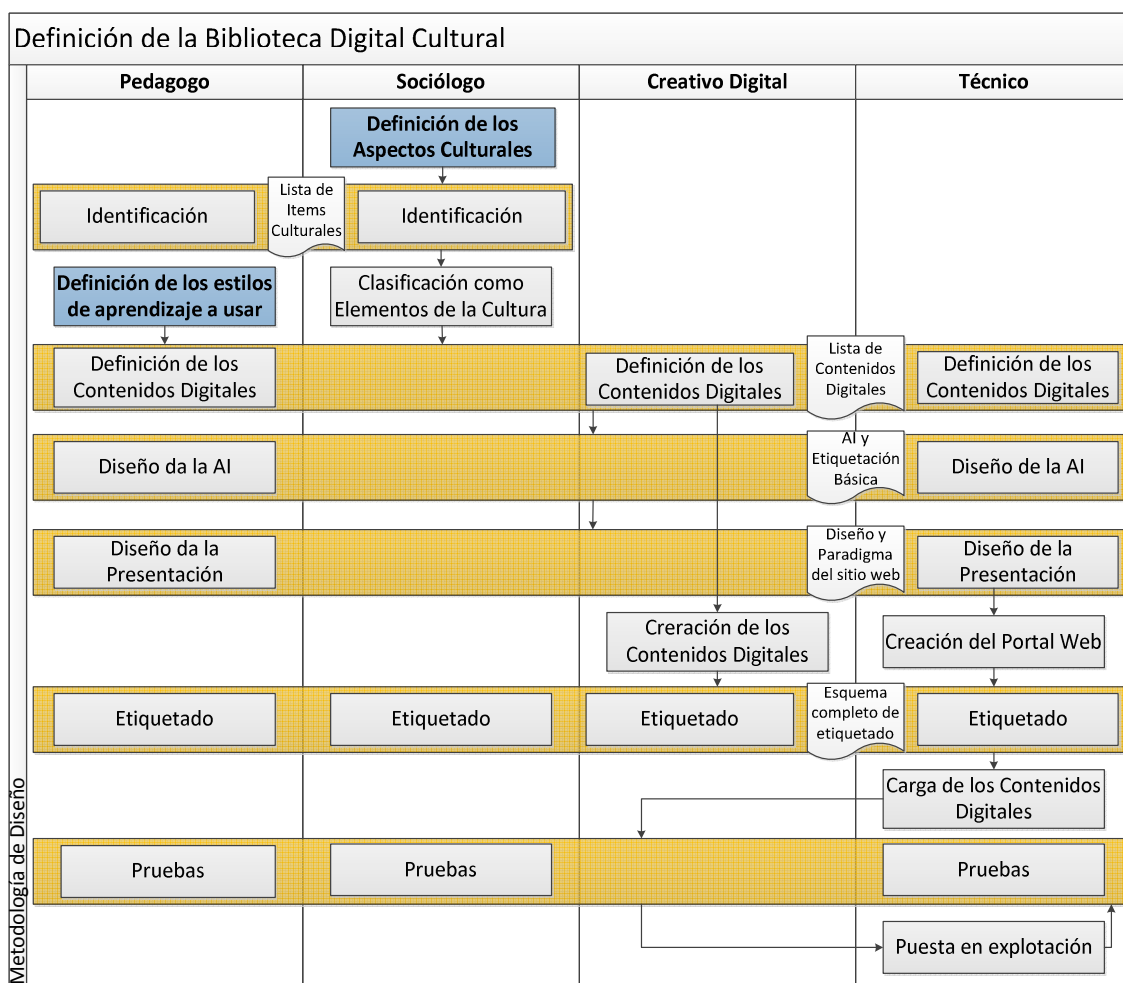 Definición de la Biblioteca Digital Cultural
Pedagogo
Sociólogo
Creativo Digital
Técnico
Definición de los
Aspectos Culturales
Identificación
Lista de
Items
Culturales
Identificación
Definición de los estilos
de aprendizaje a usar
Clasificación como
Elementos de la Cultura
Definición de los
Contenidos Digitales
Definición de los
Contenidos Digitales
Lista de
Contenidos
Digitales
Definición de los
Contenidos Digitales
Diseño da la AI
AI y
Etiquetación
Básica
Diseño de la AI
Diseño da la
Presentación
Diseño y
Paradigma
del sitio web
Diseño de la
Presentación
Creración de los
Contenidos Digitales
Creación del Portal Web
Etiquetado
Etiquetado
Etiquetado
Esquema
completo de
etiquetado
Etiquetado
Carga de los Contenidos
Digitales
Pruebas
Pruebas
Pruebas
Puesta en explotación
Metodología de Diseño